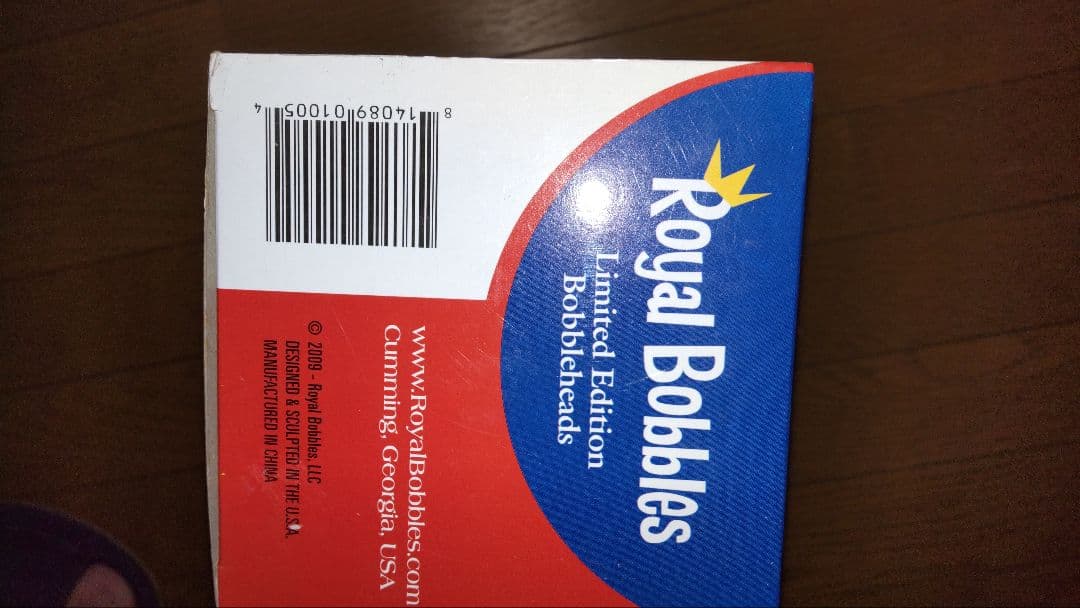 Royal Bobbles
Limited Edition
Bobbleheads
www.RoyalBobbles.com
Cumming, Georgia, USA
© 2009 - Royal Bobbles, LLC
DESIGNED & SCULPTED IN THE U.S.A.
MANUFACTURED IN CHINA
8 14089 01005 4